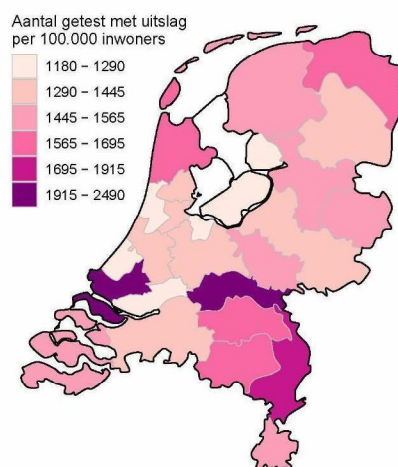 Aantal getest met uitslag
per 100.000 inwoners
1180 – 1290
1290 – 1445
1445 – 1565
1565 – 1695
1695 – 1915
1915 – 2490